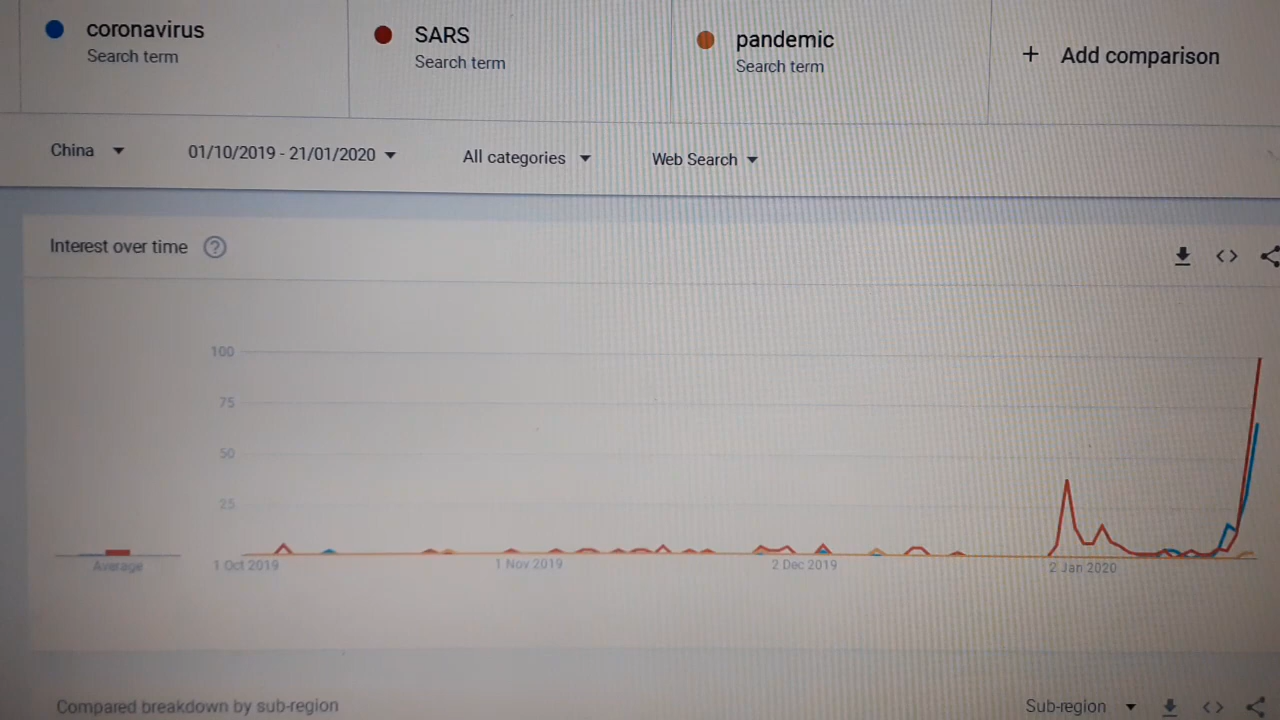 coronavirus
Search term
SARS
Search term
pandemic
Search term
+ Add comparison
China
01/10/2019 - 21/01/2020
All categories
Web Search
Interest over time
?
100
75
50
25
Average
1 Oct 2019
1 Nov 2019
2 Dec 2019
2 Jan 2020
Compared breakdown by sub-region
Sub-region